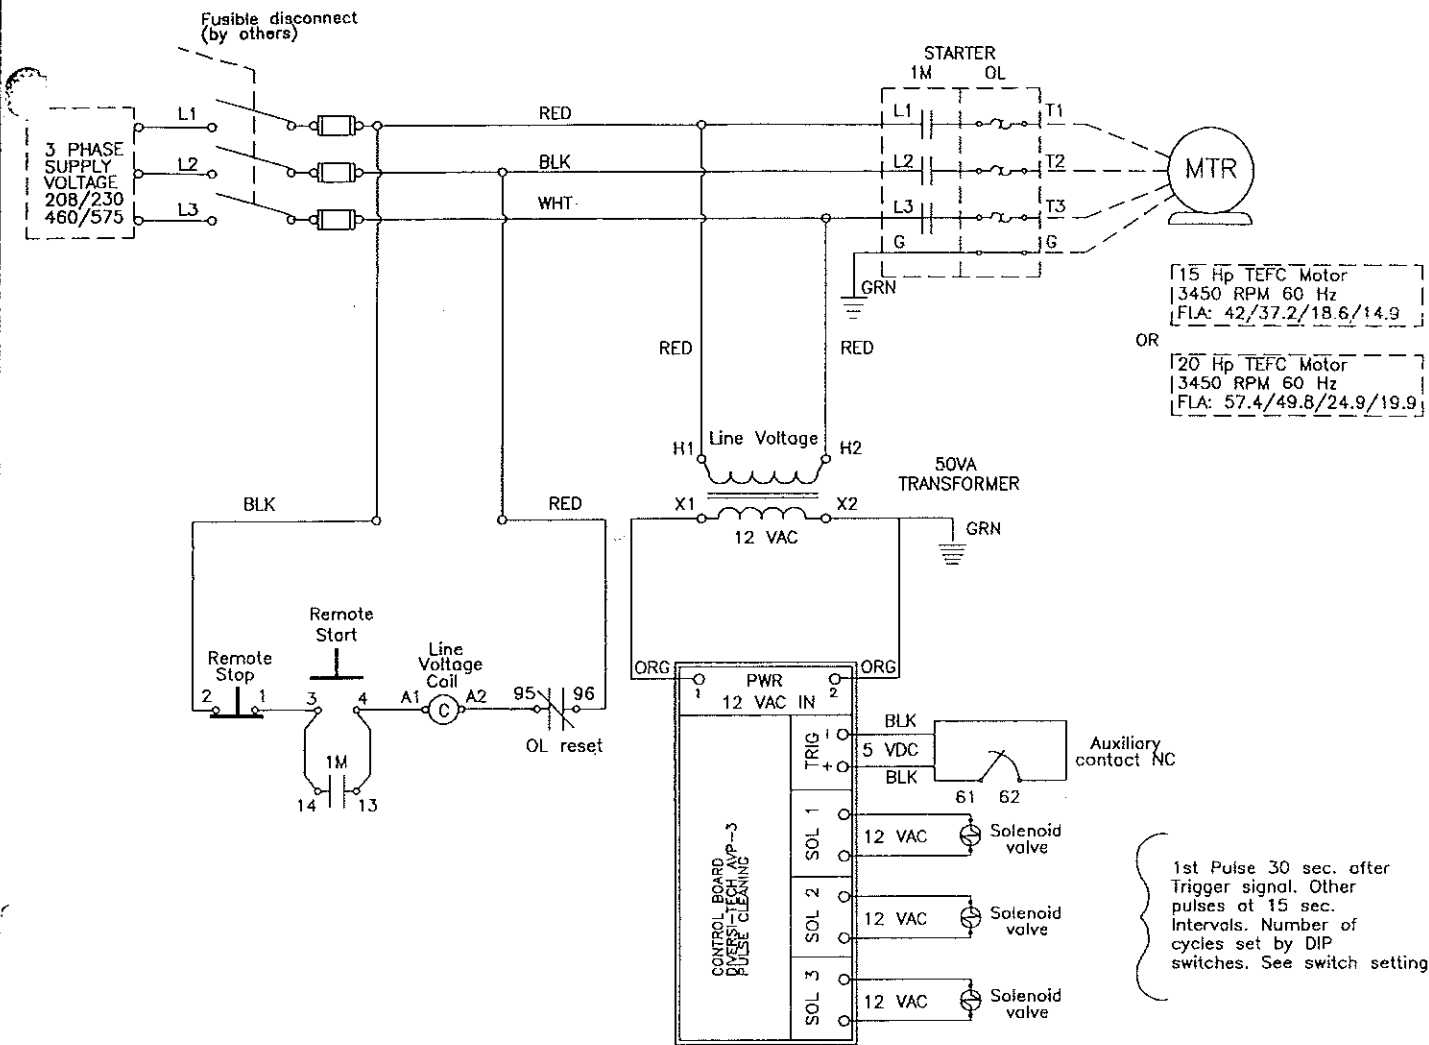 Fusible disconnect
(by others)
STARTER
1M
OL
3 PHASE
SUPPLY
VOLTAGE
208/230
460/575
L1
L2
L3
RED
BLK
WHT
L1
L2
L3
G
T1
T2
T3
G
MTR
GRN
15 Hp TEFC Motor
3450 RPM 60 Hz
FLA: 42/37.2/18.6/14.9
OR
20 Hp TEFC Motor
3450 RPM 60 Hz
FLA: 57.4/49.8/24.9/19.9
RED
RED
H1
Line Voltage
H2
50VA
TRANSFORMER
X1
X2
12 VAC
GRN
BLK
RED
Remote
Start
Remote
Stop
Line
Voltage
Coil
2
1
3
4
A1
C
A2
95
96
OL reset
1M
14
13
ORG
ORG
PWR
1
2
12 VAC IN
TRIG
-
+
BLK
5 VDC
BLK
Auxiliary
contact NC
61
62
CONTROL BOARD
DIVERSI-TECH AVP-3
PULSE CLEANING
SOL 1
12 VAC
Solenoid
valve
SOL 2
12 VAC
Solenoid
valve
SOL 3
12 VAC
Solenoid
valve
1st Pulse 30 sec. after
Trigger signal. Other
pulses at 15 sec.
Intervals. Number of
cycles set by DIP
switches. See switch setting